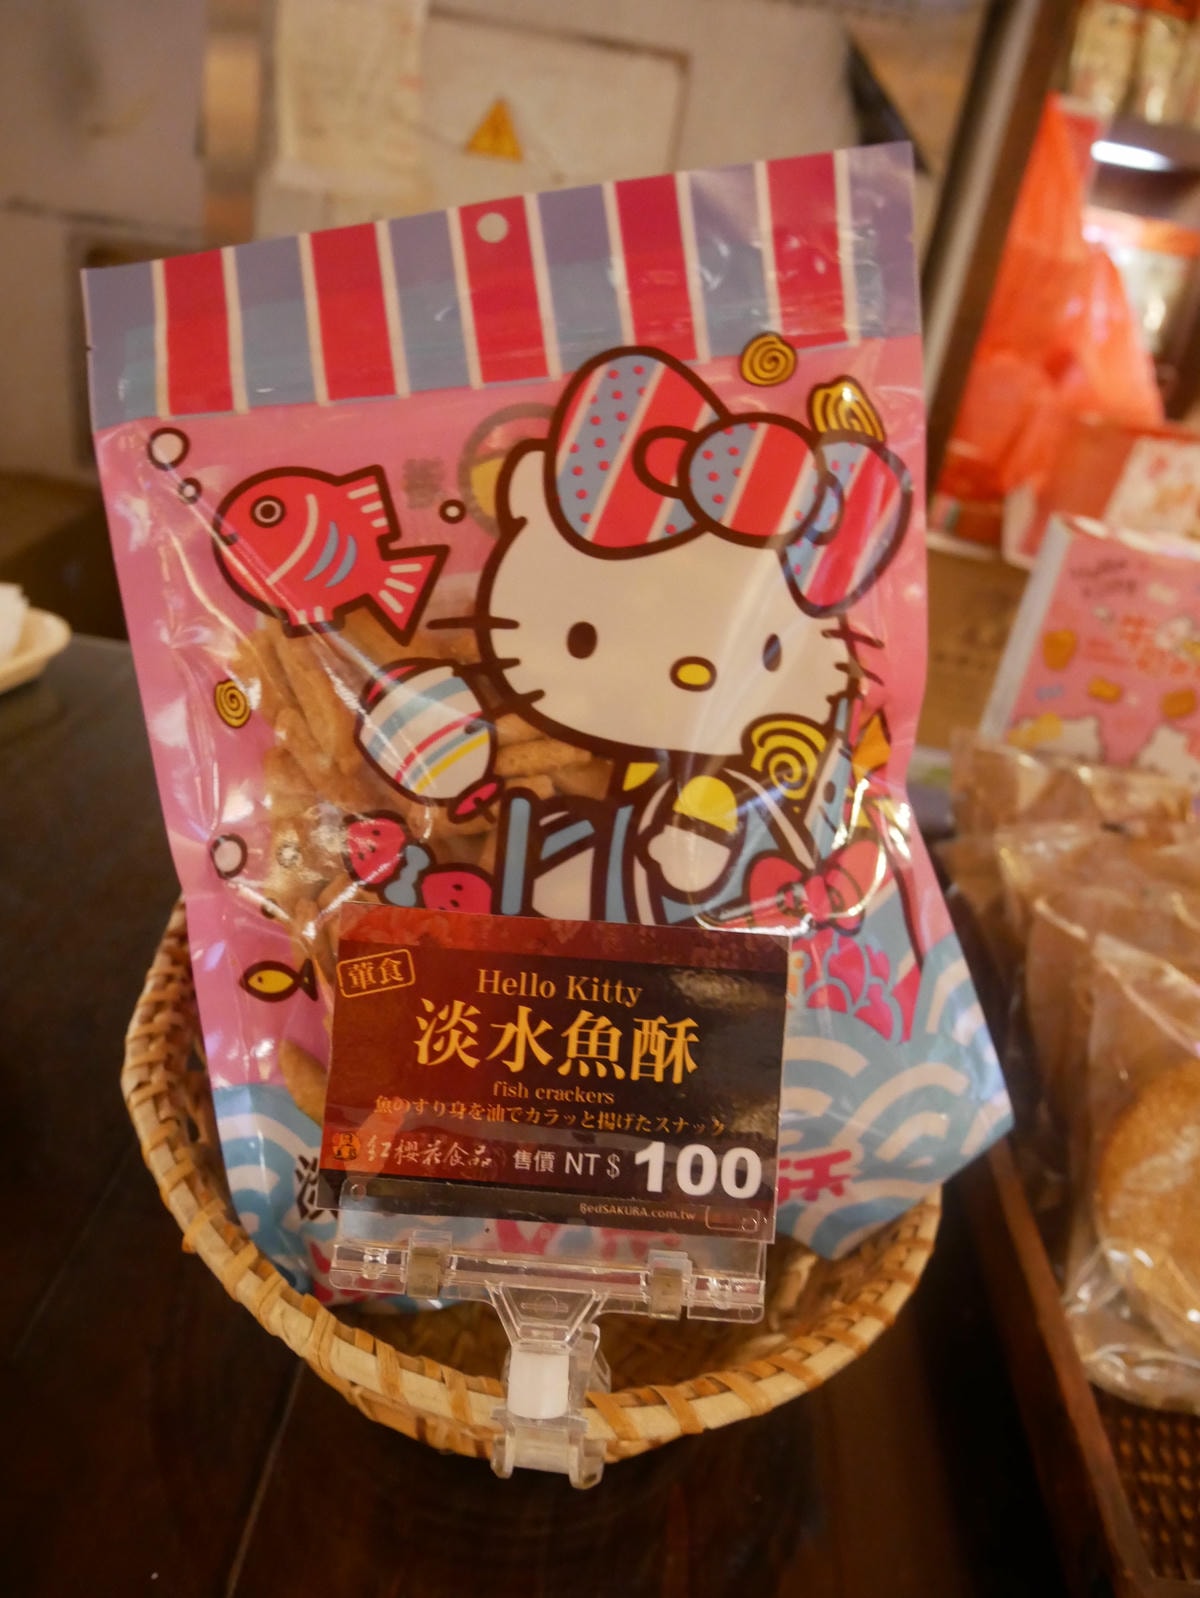 葷食
Hello Kitty
淡水魚酥
fish crackers
魚のすり身を油でカラッと揚げたスナック
紅櫻花食品 售價 NT$ 100
RedSAKURA.com.tw